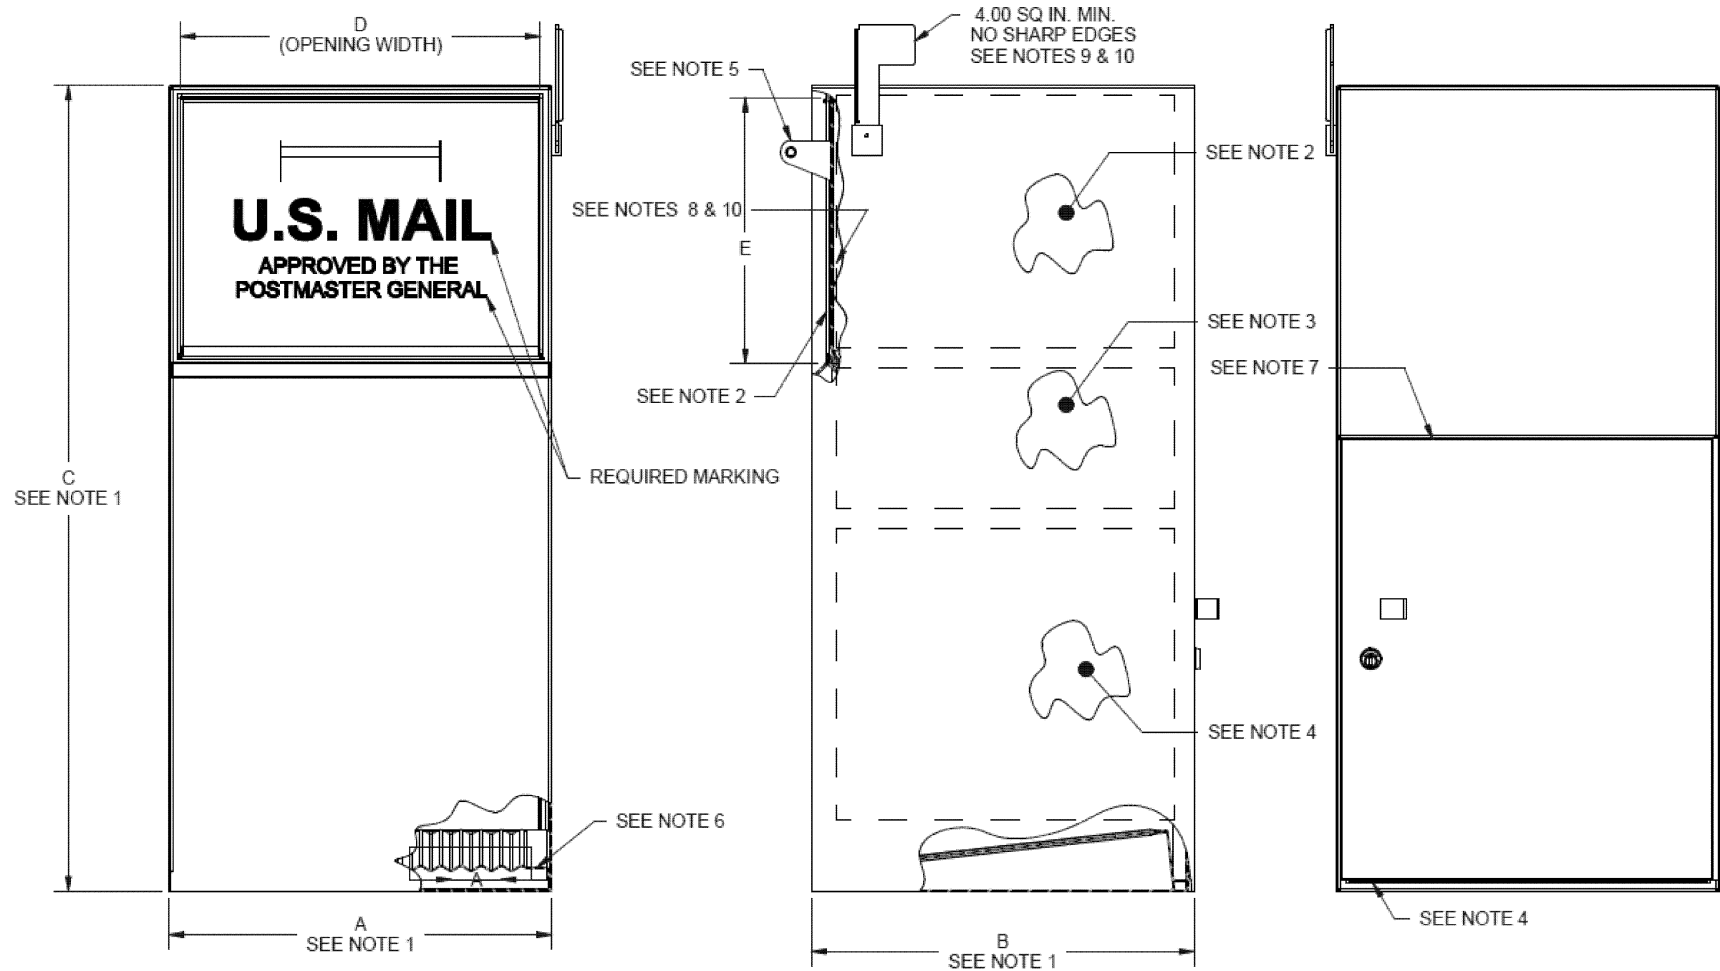 D
(OPENING WIDTH)
U.S. MAIL
APPROVED BY THE
POSTMASTER GENERAL
C
SEE NOTE 1
REQUIRED MARKING
SEE NOTE 6
A
A
SEE NOTE 1
4.00 SQ IN. MIN.
NO SHARP EDGES
SEE NOTES 9 & 10
SEE NOTE 5
SEE NOTES 8 & 10
E
SEE NOTE 2
SEE NOTE 2
SEE NOTE 3
SEE NOTE 4
B
SEE NOTE 1
SEE NOTE 7
SEE NOTE 4